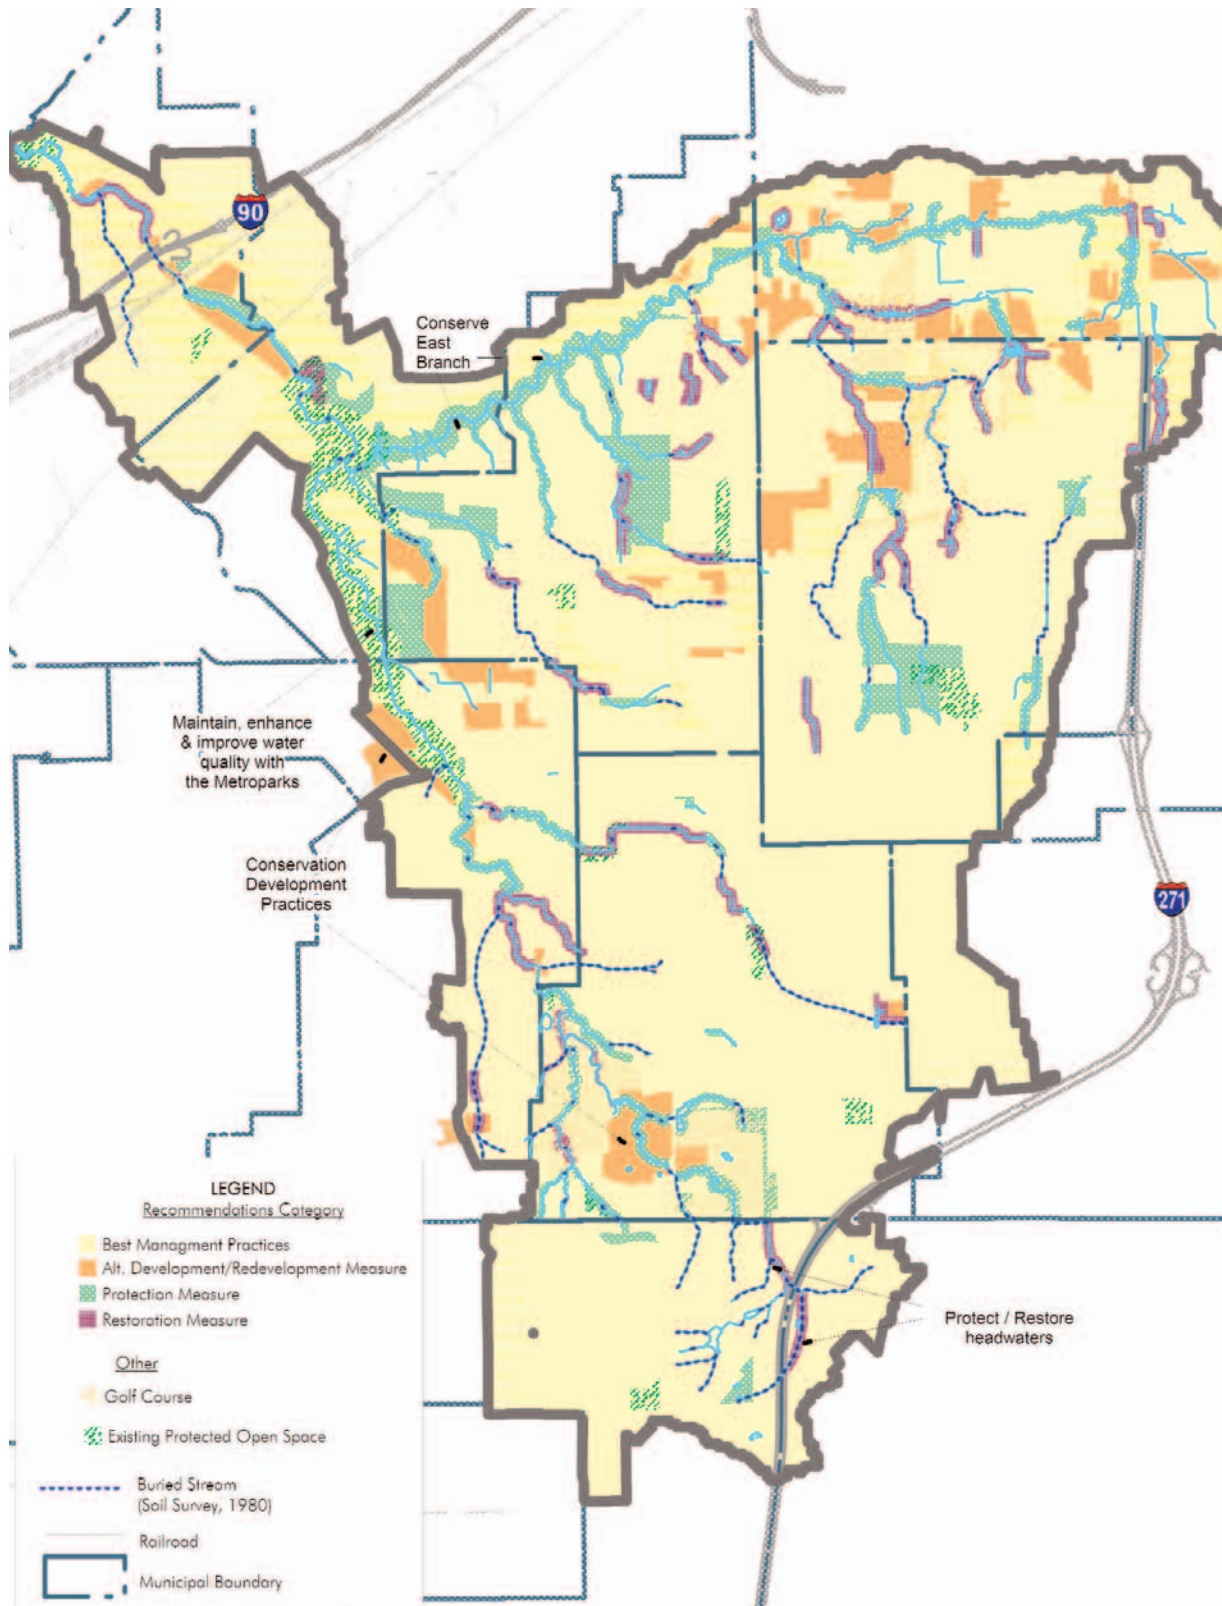 90
Conserve
East
Branch
Maintain, enhance
& improve water
quality with
the Metroparks
Conservation
Development
Practices
271
LEGEND
Recommendations Category
Best Managment Practices
Alt. Development/Redevelopment Measure
Protection Measure
Restoration Measure
Other
Golf Course
Existing Protected Open Space
Buried Stream
(Soil Survey, 1980)
Railroad
Municipal Boundary
Protect / Restore
headwaters